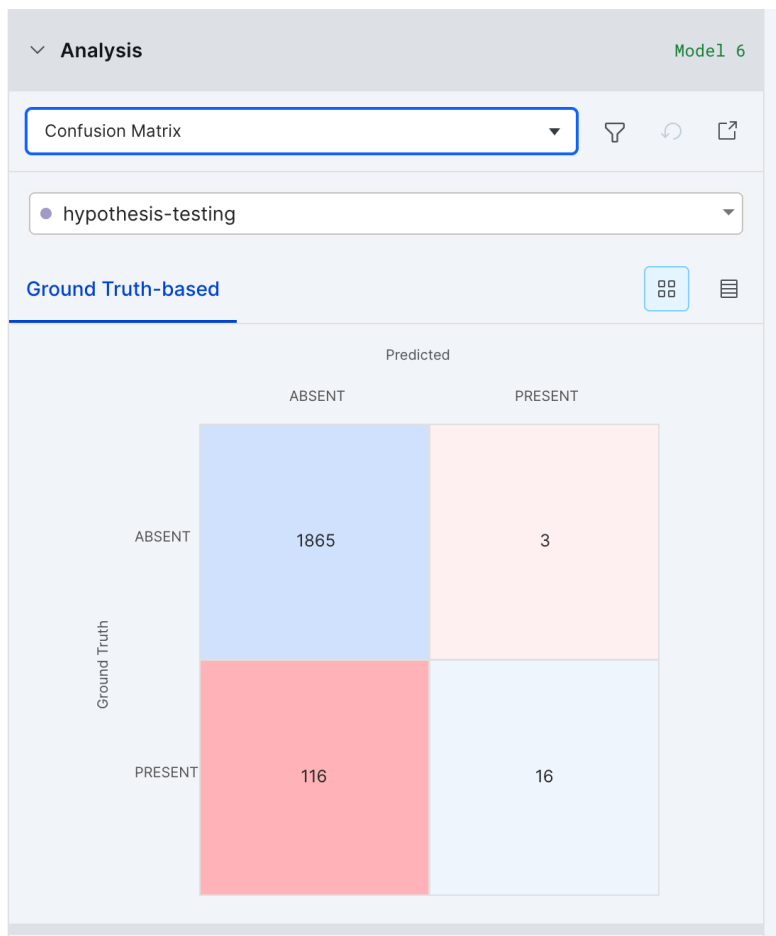 Analysis
Model 6
Confusion Matrix
hypothesis-testing
Ground Truth-based
Predicted
ABSENT PRESENT
ABSENT 1865 3
Ground Truth
PRESENT 116 16